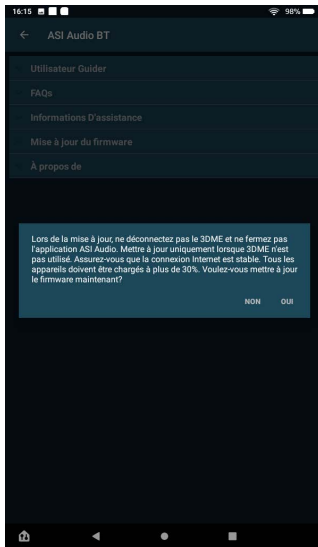 16:15 98%
ASI Audio BT
Utilisateur Guider
FAQs
Informations D'assistance
Mise à jour du firmware
À propos de
Lors de la mise à jour, ne déconnectez pas le 3DME et ne fermez pas
l'application ASI Audio. Mettre à jour uniquement lorsque 3DME n'est
pas utilisé. Assurez-vous que la connexion Internet est stable. Tous les
appareils doivent être chargés à plus de 30%. Voulez-vous mettre à jour
le firmware maintenant?
NON OUI